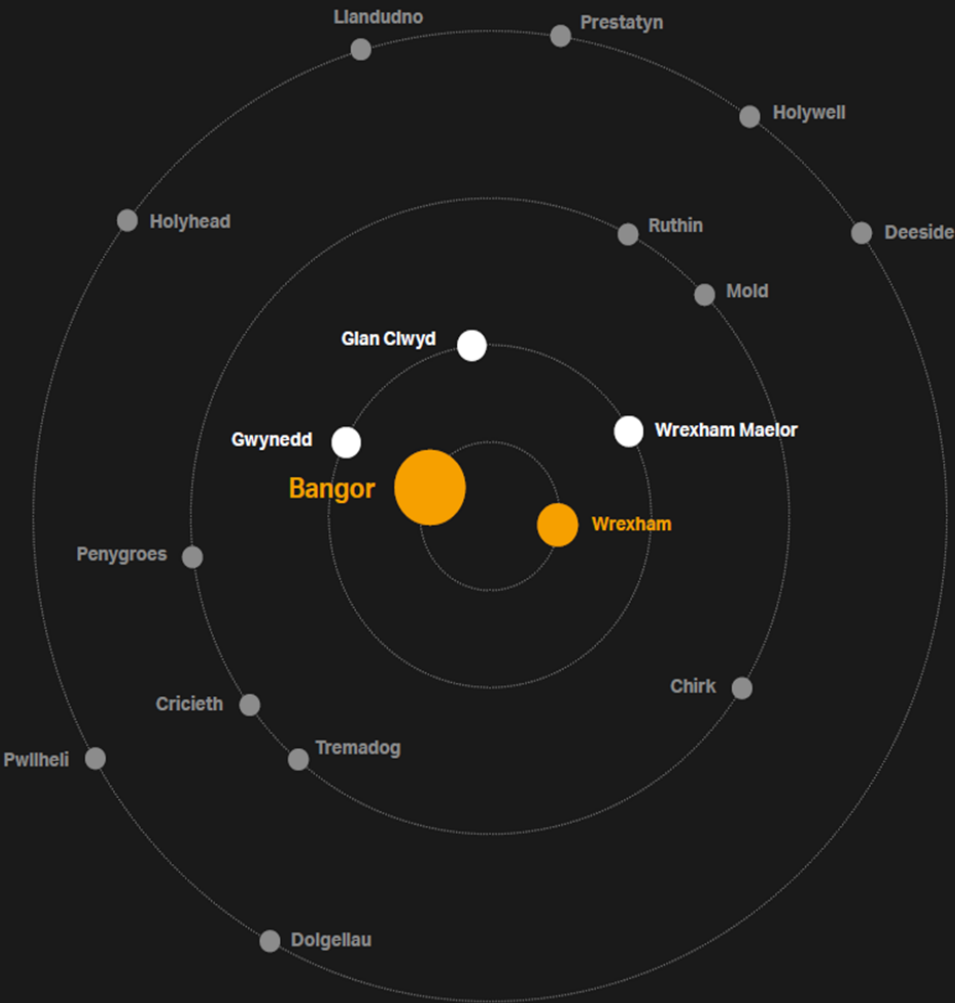 Llandudno
Prestatyn
Holywell
Holyhead
Ruthin
Deeside
Mold
Glan Clwyd
Wrexham Maelor
Gwynedd
Bangor
Wrexham
Penygroes
Chirk
Cricieth
Tremadog
Pwllheli
Dolgellau